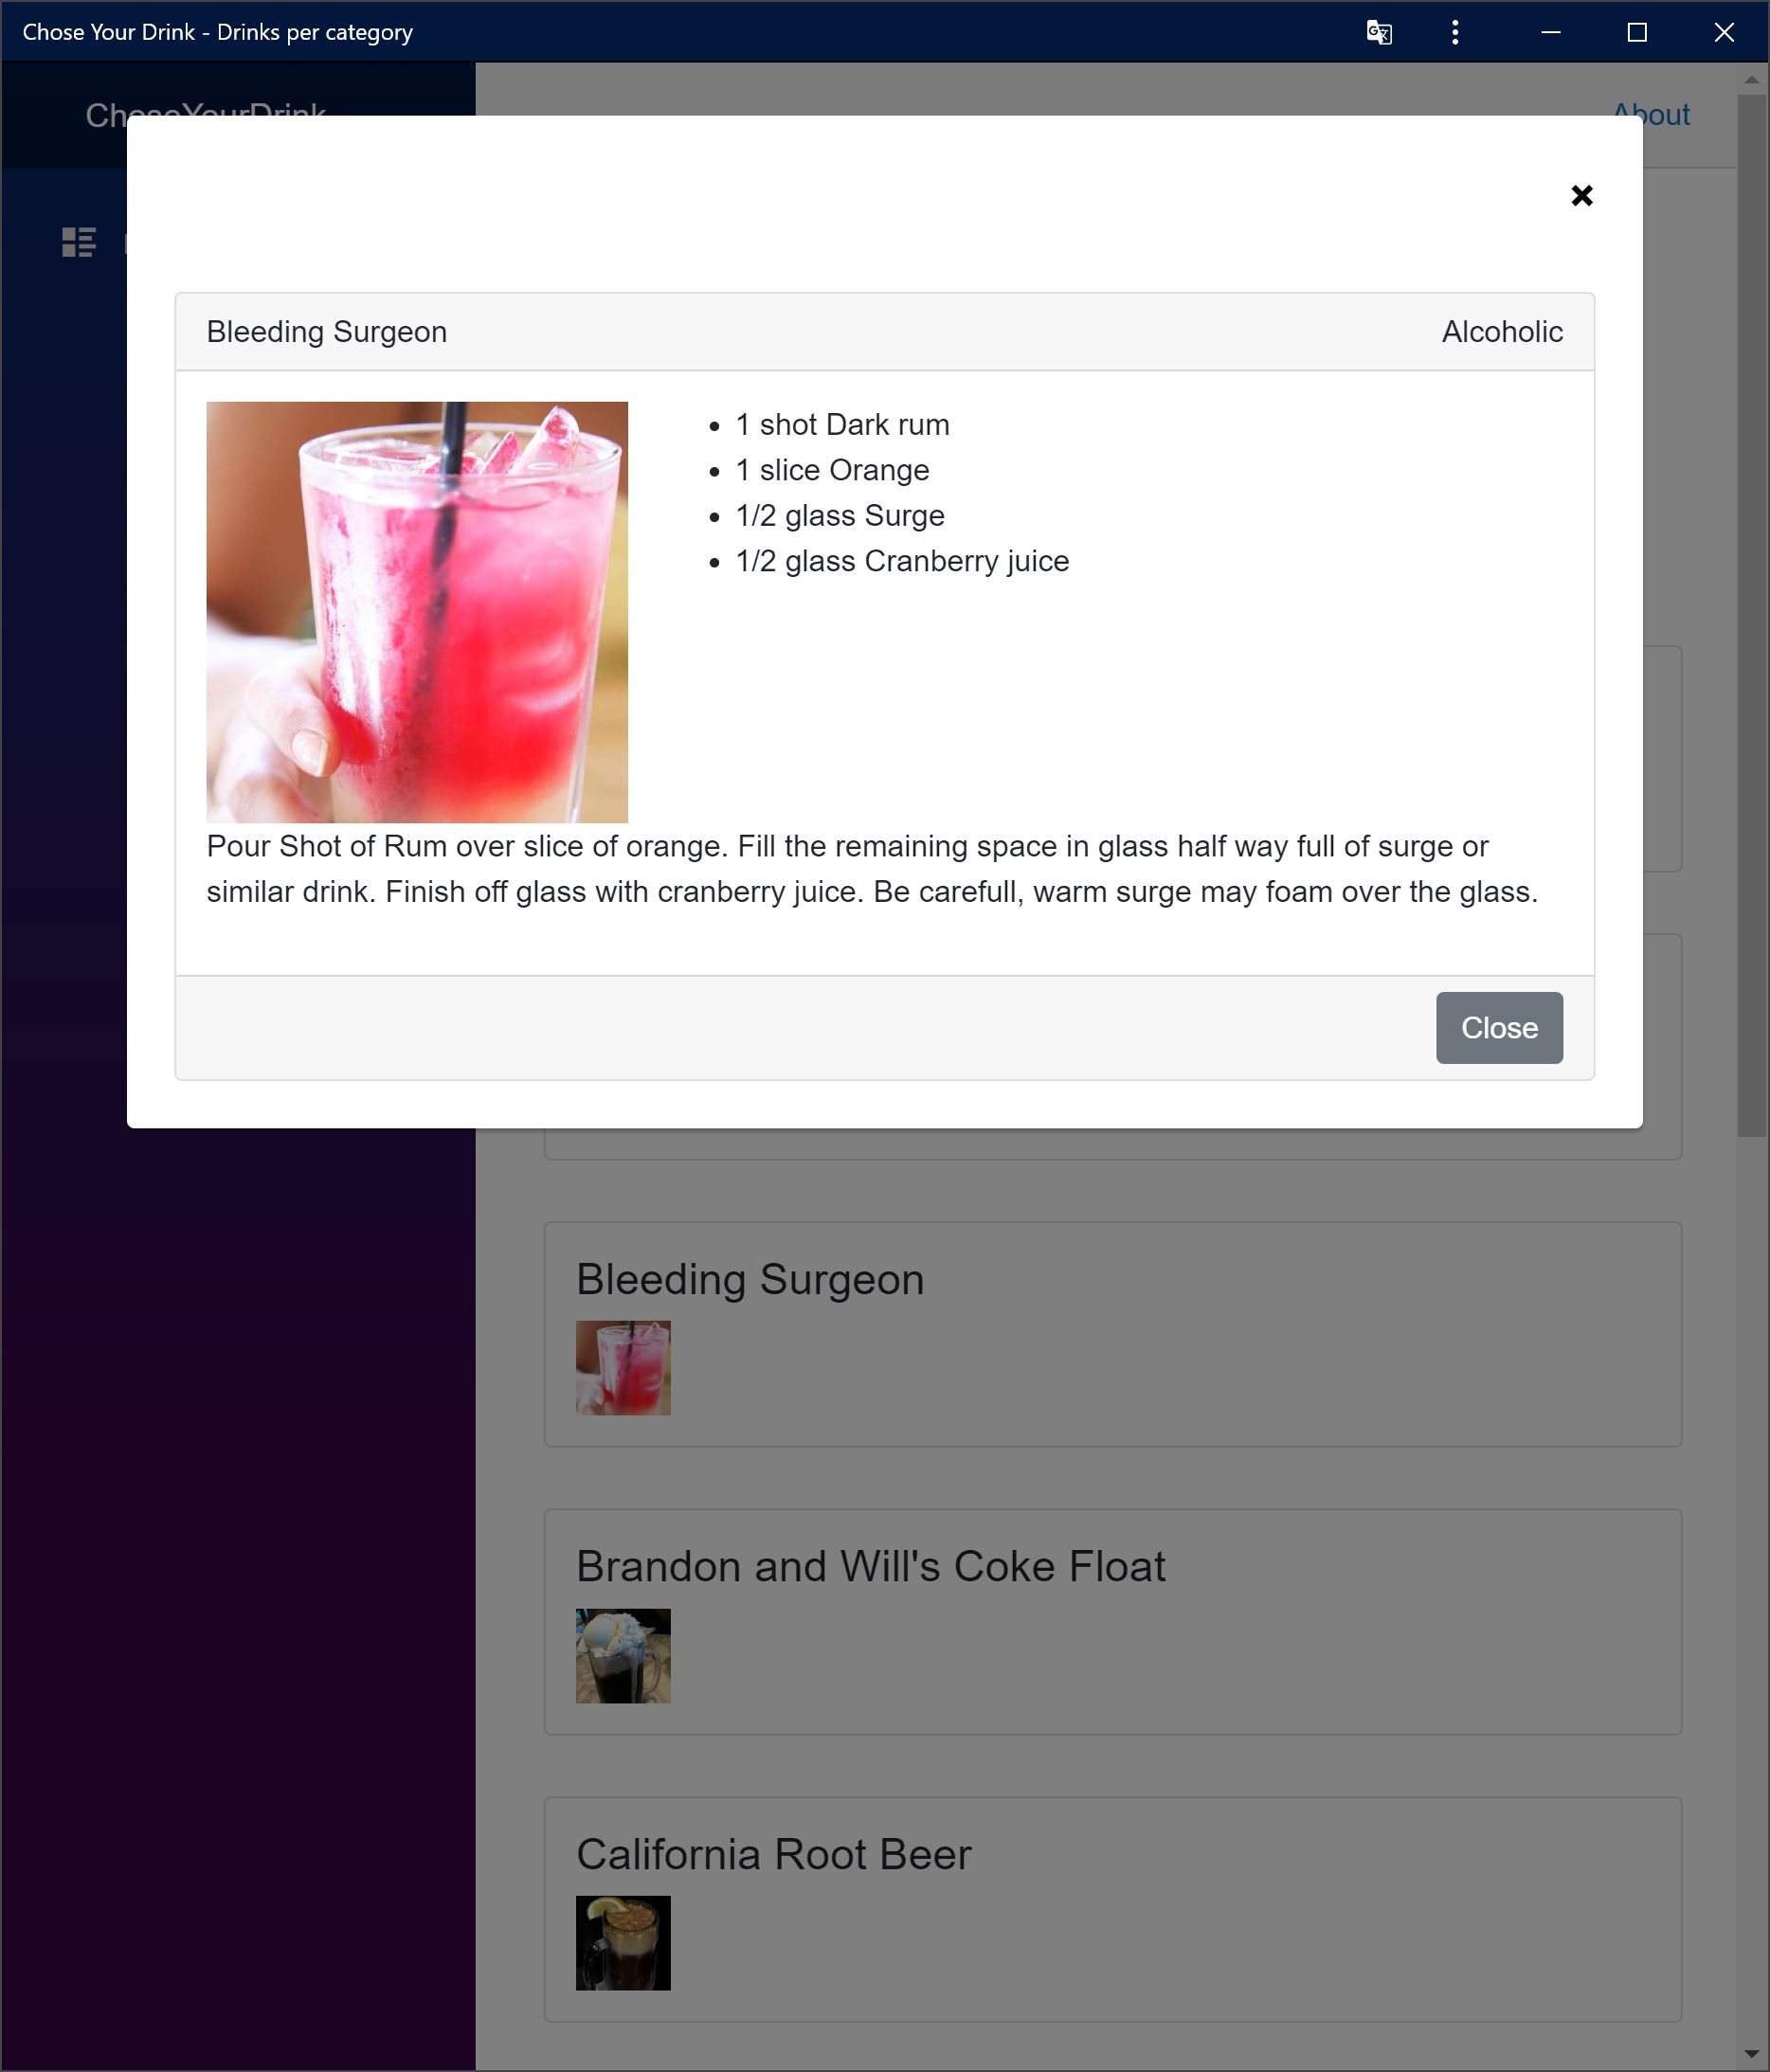 Chose Your Drink - Drinks per category
ChoseYourDrink
About
Bleeding Surgeon
Alcoholic
1 shot Dark rum
1 slice Orange
1/2 glass Surge
1/2 glass Cranberry juice
Pour Shot of Rum over slice of orange. Fill the remaining space in glass half way full of surge or
similar drink. Finish off glass with cranberry juice. Be carefull, warm surge may foam over the glass.
Close
Bleeding Surgeon
Brandon and Will's Coke Float
California Root Beer